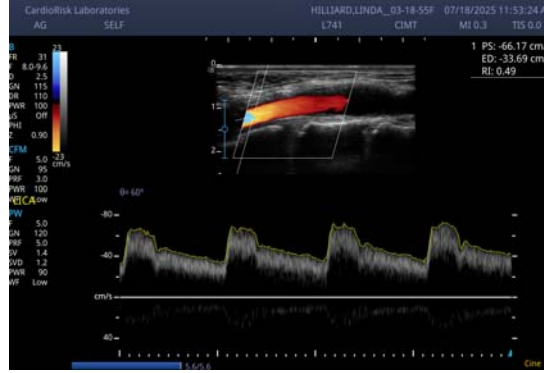 CardioRisk Laboratories HILLIARD,LINDA__03-18-55F 07/18/2025 11:53:24 A
AG SELF L741 CIMT MI 0.3 TIS 0.0
B
FR 31
F 8.0-9.6
D 2.5
GN 115
DR 110
PWR 100
µS Off
PHI
Z 0.90
CFM
F 5.0
GN 95
PRF 3.0
PWR 100
WF Low
LICA
PW
F 5.0
GN 120
PRF 5.0
SV 1.4
SVD 1.2
PWR 90
WF Low
23
-23
cm/s
0
1
2
1 PS: -66.17 cm/
ED: -33.69 cm/
RI: 0.49
θ= 60°
-80
-40
cm/s
40
5.6/5.6
Cine